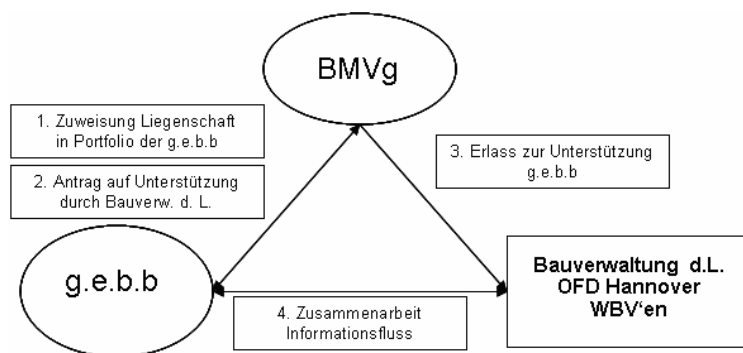 BMVg
1. Zuweisung Liegenschaft
in Portfolio der g.e.b.b
2. Antrag auf Unterstützung
durch Bauverw. d. L.
3. Erlass zur Unterstützung
g.e.b.b
g.e.b.b
Bauverwaltung d.L.
OFD Hannover
WBV‘en
4. Zusammenarbeit
Informationsfluss